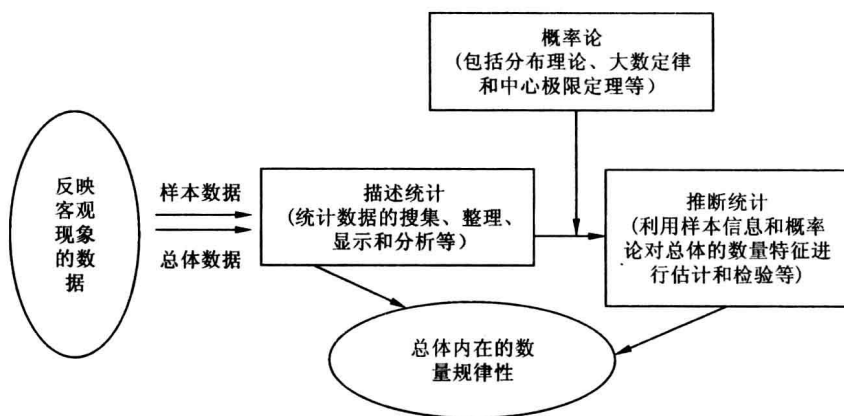 概率论
(包括分布理论、大数定律
和中心极限定理等)
反映
客观
现象
的数
据
样本数据
总体数据
描述统计
(统计数据的搜集、整理、
显示和分析等)
推断统计
(利用样本信息和概率
论对总体的数量特征进
行估计和检验等)
总体内在的数
量规律性